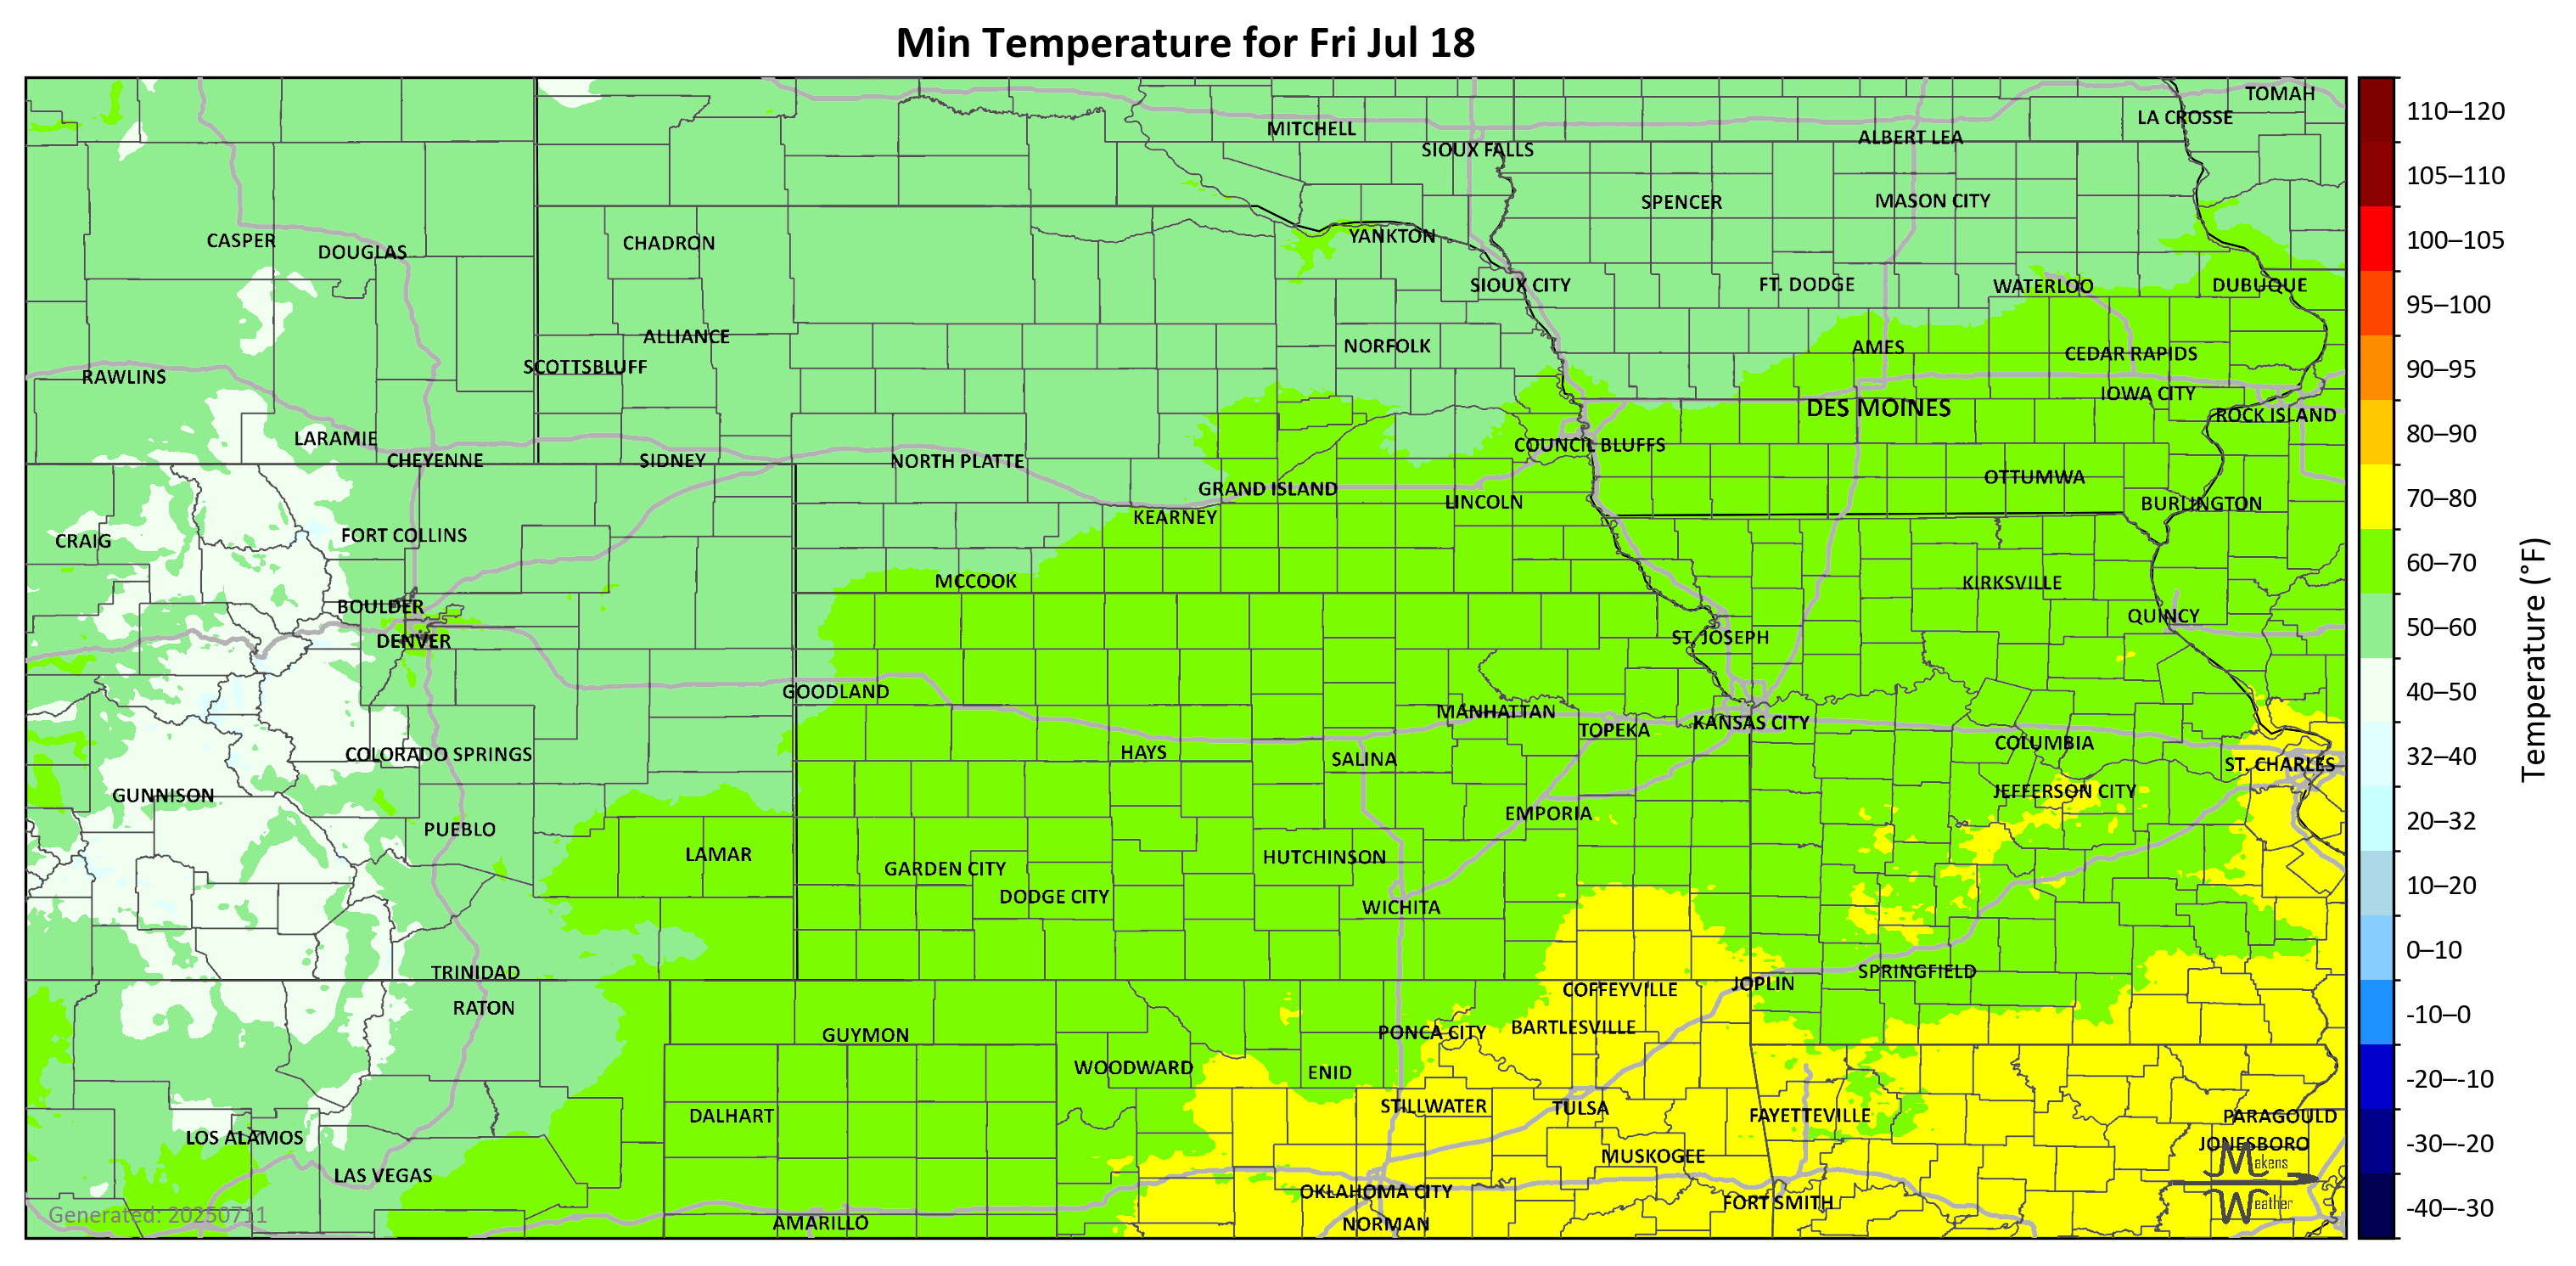 Min Temperature for Fri Jul 18
TOMAH
LA CROSSE
MITCHELL
ALBERT LEA
SIOUX FALLS
SPENCER
MASON CITY
CASPER
DOUGLAS
CHADRON
YANKTON
SIOUX CITY
FT. DODGE
WATERLOO
DUBUQUE
ALLIANCE
NORFOLK
AMES
CEDAR RAPIDS
SCOTTSBLUFF
RAWLINS
IOWA CITY
DES MOINES
ROCK ISLAND
LARAMIE
COUNCIL BLUFFS
CHEYENNE
SIDNEY
NORTH PLATTE
OTTUMWA
GRAND ISLAND
LINCOLN
BURLINGTON
KEARNEY
CRAIG
FORT COLLINS
MCCOOK
KIRKSVILLE
BOULDER
QUINCY
DENVER
ST. JOSEPH
GOODLAND
MANHATTAN
TOPEKA
KANSAS CITY
COLUMBIA
COLORADO SPRINGS
HAYS
SALINA
ST. CHARLES
GUNNISON
JEFFERSON CITY
EMPORIA
PUEBLO
LAMAR
HUTCHINSON
GARDEN CITY
DODGE CITY
WICHITA
TRINIDAD
SPRINGFIELD
JOPLIN
COFFEYVILLE
RATON
GUYMON
PONCA CITY
BARTLESVILLE
WOODWARD
ENID
STILLWATER
TULSA
DALHART
FAYETTEVILLE
PARAGOULD
LOS ALAMOS
JONESBORO
MUSKOGEE
LAS VEGAS
OKLAHOMA CITY
FORT SMITH
AMARILLO
NORMAN
Makens
Weather
Generated: 20250711
110–120
105–110
100–105
95–100
90–95
80–90
70–80
60–70
50–60
40–50
32–40
20–32
10–20
0–10
-10–0
-20–-10
-30–-20
-40–-30
Temperature (°F)